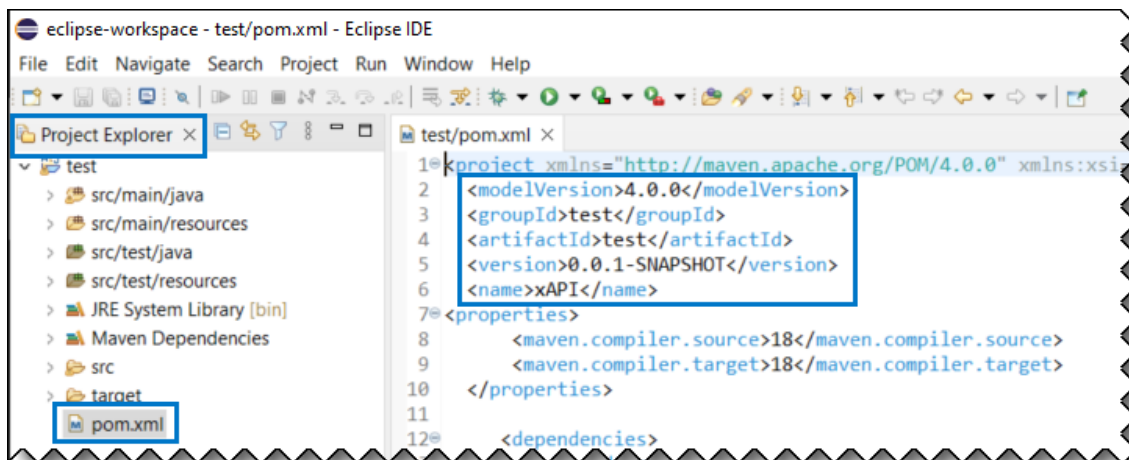 eclipse-workspace - test/pom.xml - Eclipse IDE
File Edit Navigate Search Project Run Window Help
Project Explorer
test
src/main/java
src/main/resources
src/test/java
src/test/resources
JRE System Library [bin]
Maven Dependencies
src
target
pom.xml
test/pom.xml
1 <project xmlns="http://maven.apache.org/POM/4.0.0" xmlns:xsi=
2 <modelVersion>4.0.0</modelVersion>
3 <groupId>test</groupId>
4 <artifactId>test</artifactId>
5 <version>0.0.1-SNAPSHOT</version>
6 <name>xAPI</name>
7 <properties>
8 <maven.compiler.source>18</maven.compiler.source>
9 <maven.compiler.target>18</maven.compiler.target>
10 </properties>
11
12 <dependencies>